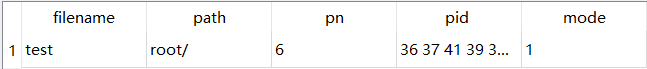 filename path pn pid mode
1 test root/ 6 36 37 41 39 3... 1